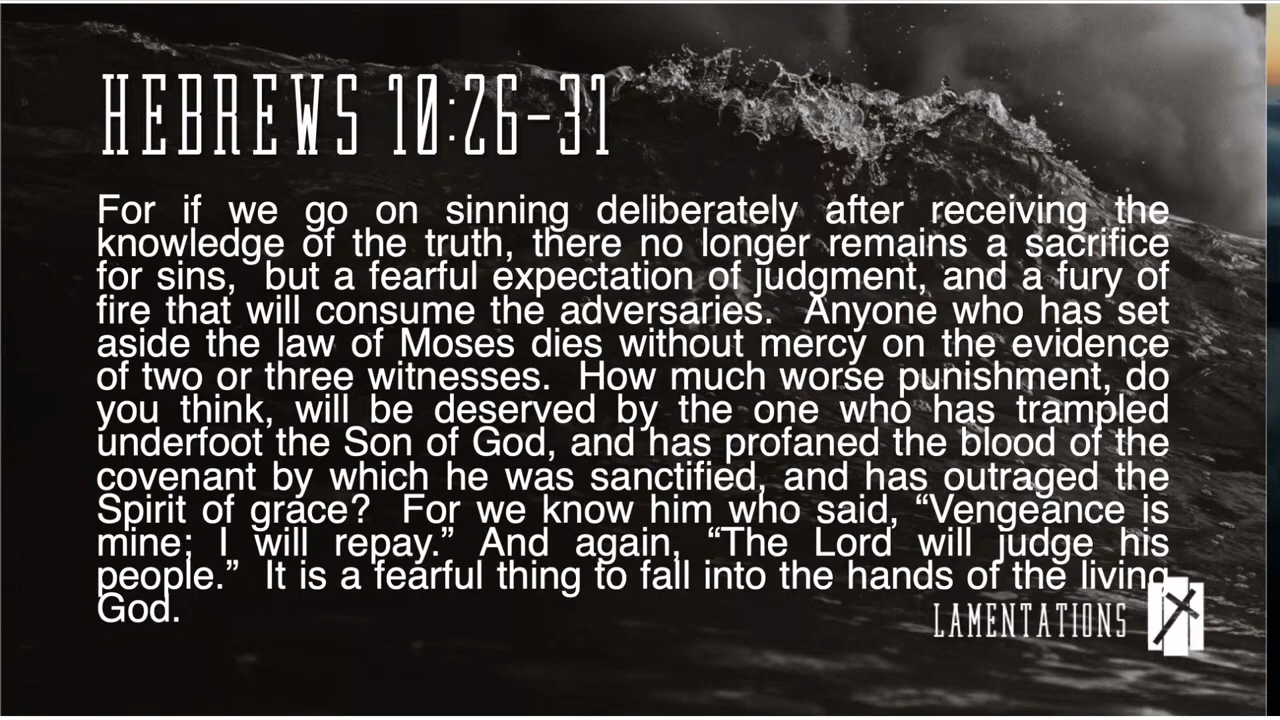 HEBREWS 10:26-31
For if we go on sinning deliberately after receiving the
knowledge of the truth, there no longer remains a sacrifice
for sins,  but a fearful expectation of judgment, and a fury of
fire that will consume the adversaries.  Anyone who has set
aside the law of Moses dies without mercy on the evidence
of two or three witnesses.  How much worse punishment, do
you think, will be deserved by the one who has trampled
underfoot the Son of God, and has profaned the blood of the
covenant by which he was sanctified, and has outraged the
Spirit of grace?  For we know him who said, “Vengeance is
mine; I will repay.” And again, “The Lord will judge his
people.”  It is a fearful thing to fall into the hands of the living
God.
LAMENTATIONS